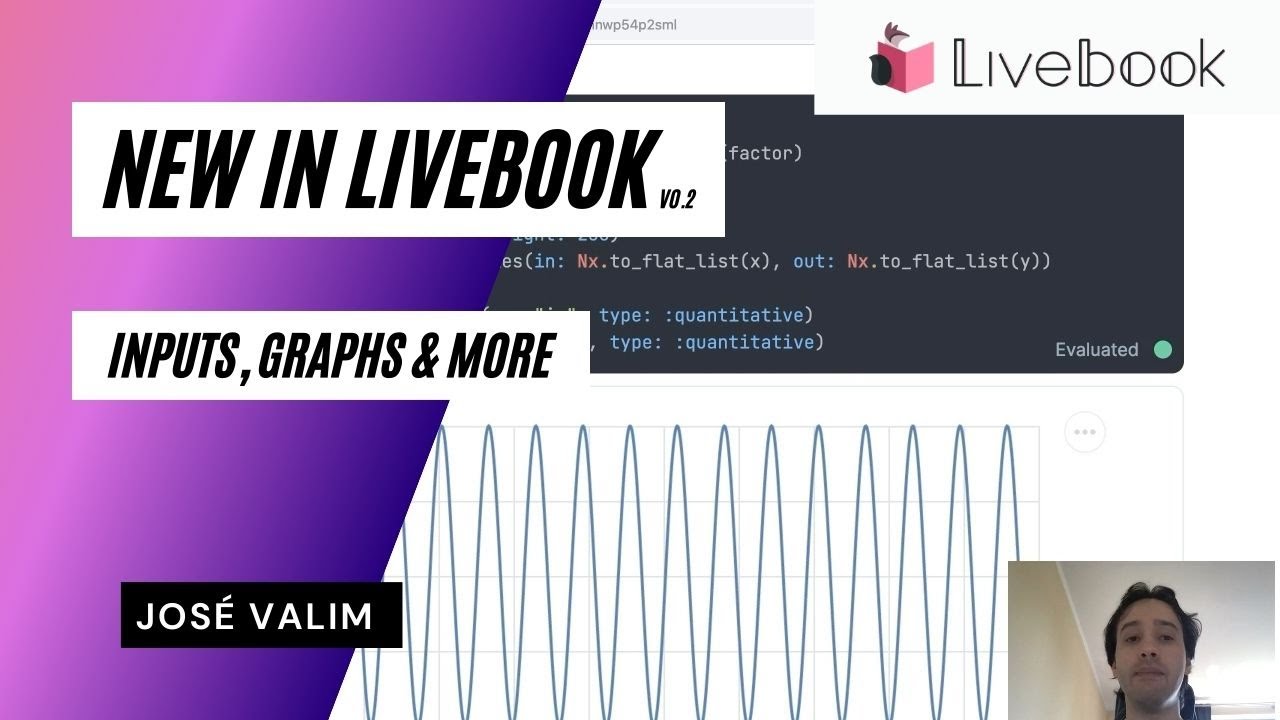 nwp54p2sml
Livebook
NEW IN LIVEBOOK V0.2
(factor)
(in: Nx.to_flat_list(x), out: Nx.to_flat_list(y))
INPUTS, GRAPHS & MORE
type: :quantitative)
, type: :quantitative)
Evaluated
JOSÉ VALIM